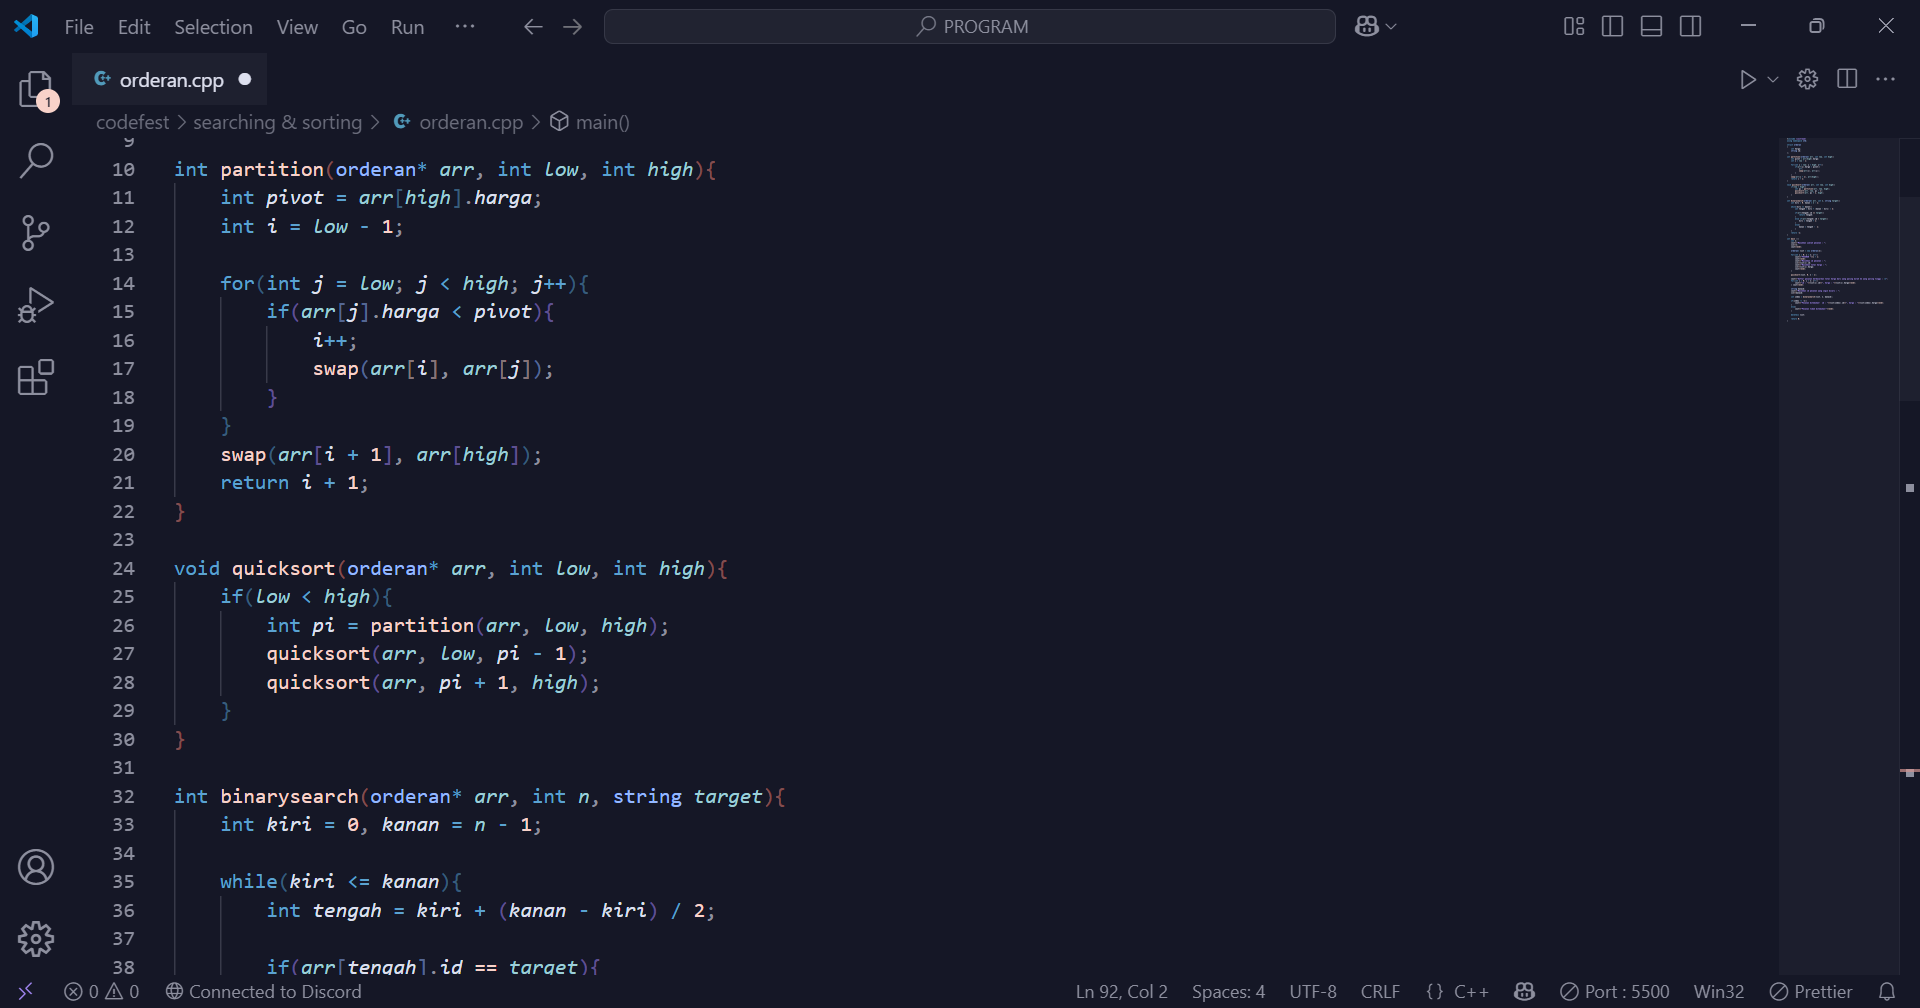 File Edit Selection View Go Run ··· PROGRAM
orderan.cpp
1
codefest > searching & sorting > orderan.cpp > main()
9
10 int partition(orderan* arr, int low, int high){
11 int pivot = arr[high].harga;
12 int i = low - 1;
13
14 for(int j = low; j < high; j++){
15 if(arr[j].harga < pivot){
16 i++;
17 swap(arr[i], arr[j]);
18 }
19 }
20 swap(arr[i + 1], arr[high]);
21 return i + 1;
22 }
23
24 void quicksort(orderan* arr, int low, int high){
25 if(low < high){
26 int pi = partition(arr, low, high);
27 quicksort(arr, low, pi - 1);
28 quicksort(arr, pi + 1, high);
29 }
30 }
31
32 int binarysearch(orderan* arr, int n, string target){
33 int kiri = 0, kanan = n - 1;
34
35 while(kiri <= kanan){
36 int tengah = kiri + (kanan - kiri) / 2;
37
38 if(arr[tengah].id == target){
0 0 Connected to Discord Ln 92, Col 2 Spaces: 4 UTF-8 CRLF {} C++ Port : 5500 Win32 Prettier